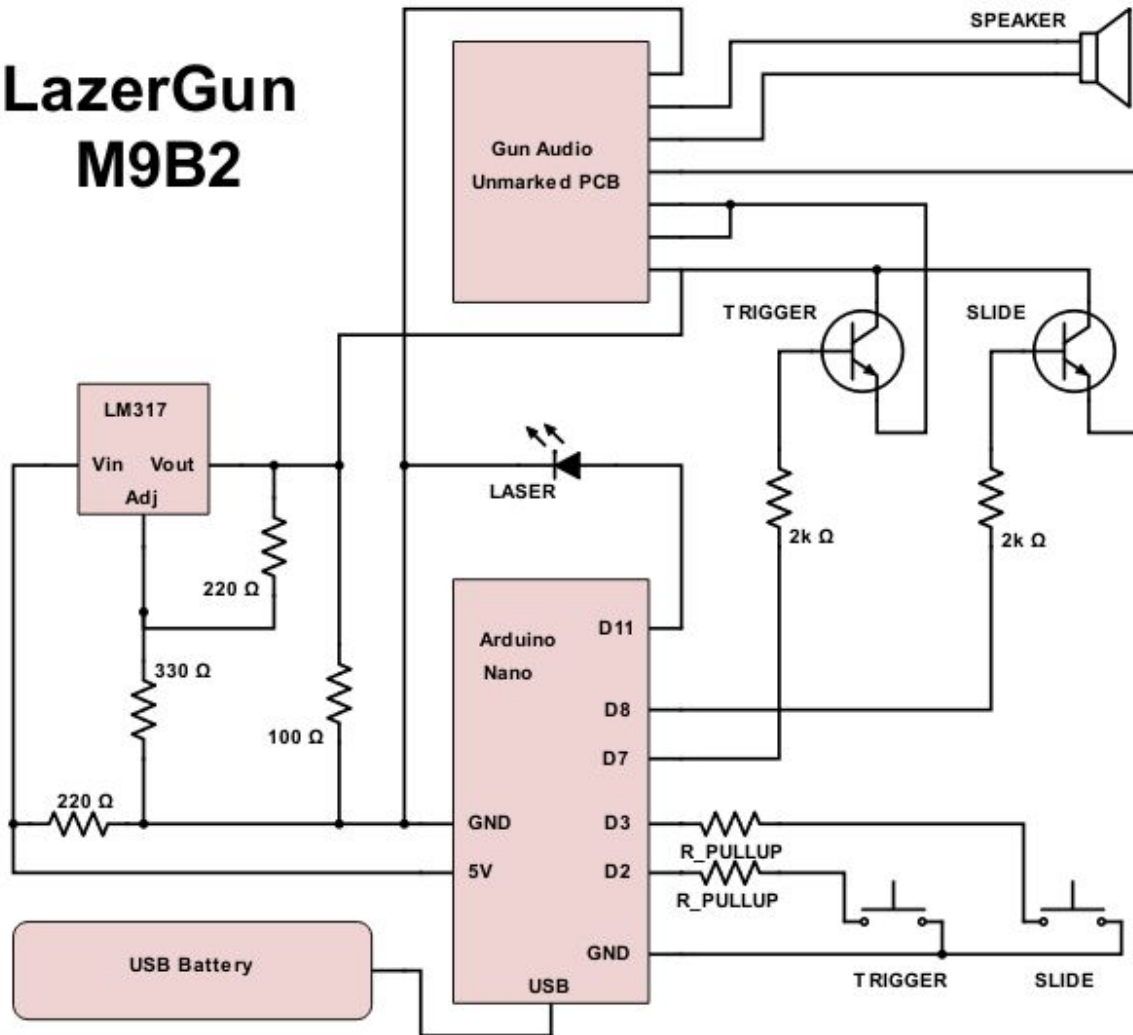 LazerGun
M9B2
SPEAKER
Gun Audio
Unmarked PCB
TRIGGER
SLIDE
LM317
Vin Vout
Adj
LASER
2k Ω
2k Ω
220 Ω
Arduino
Nano
D11
330 Ω
D8
100 Ω
D7
220 Ω
GND
D3
R_PULLUP
5V
D2
R_PULLUP
GND
USB Battery
USB
TRIGGER
SLIDE